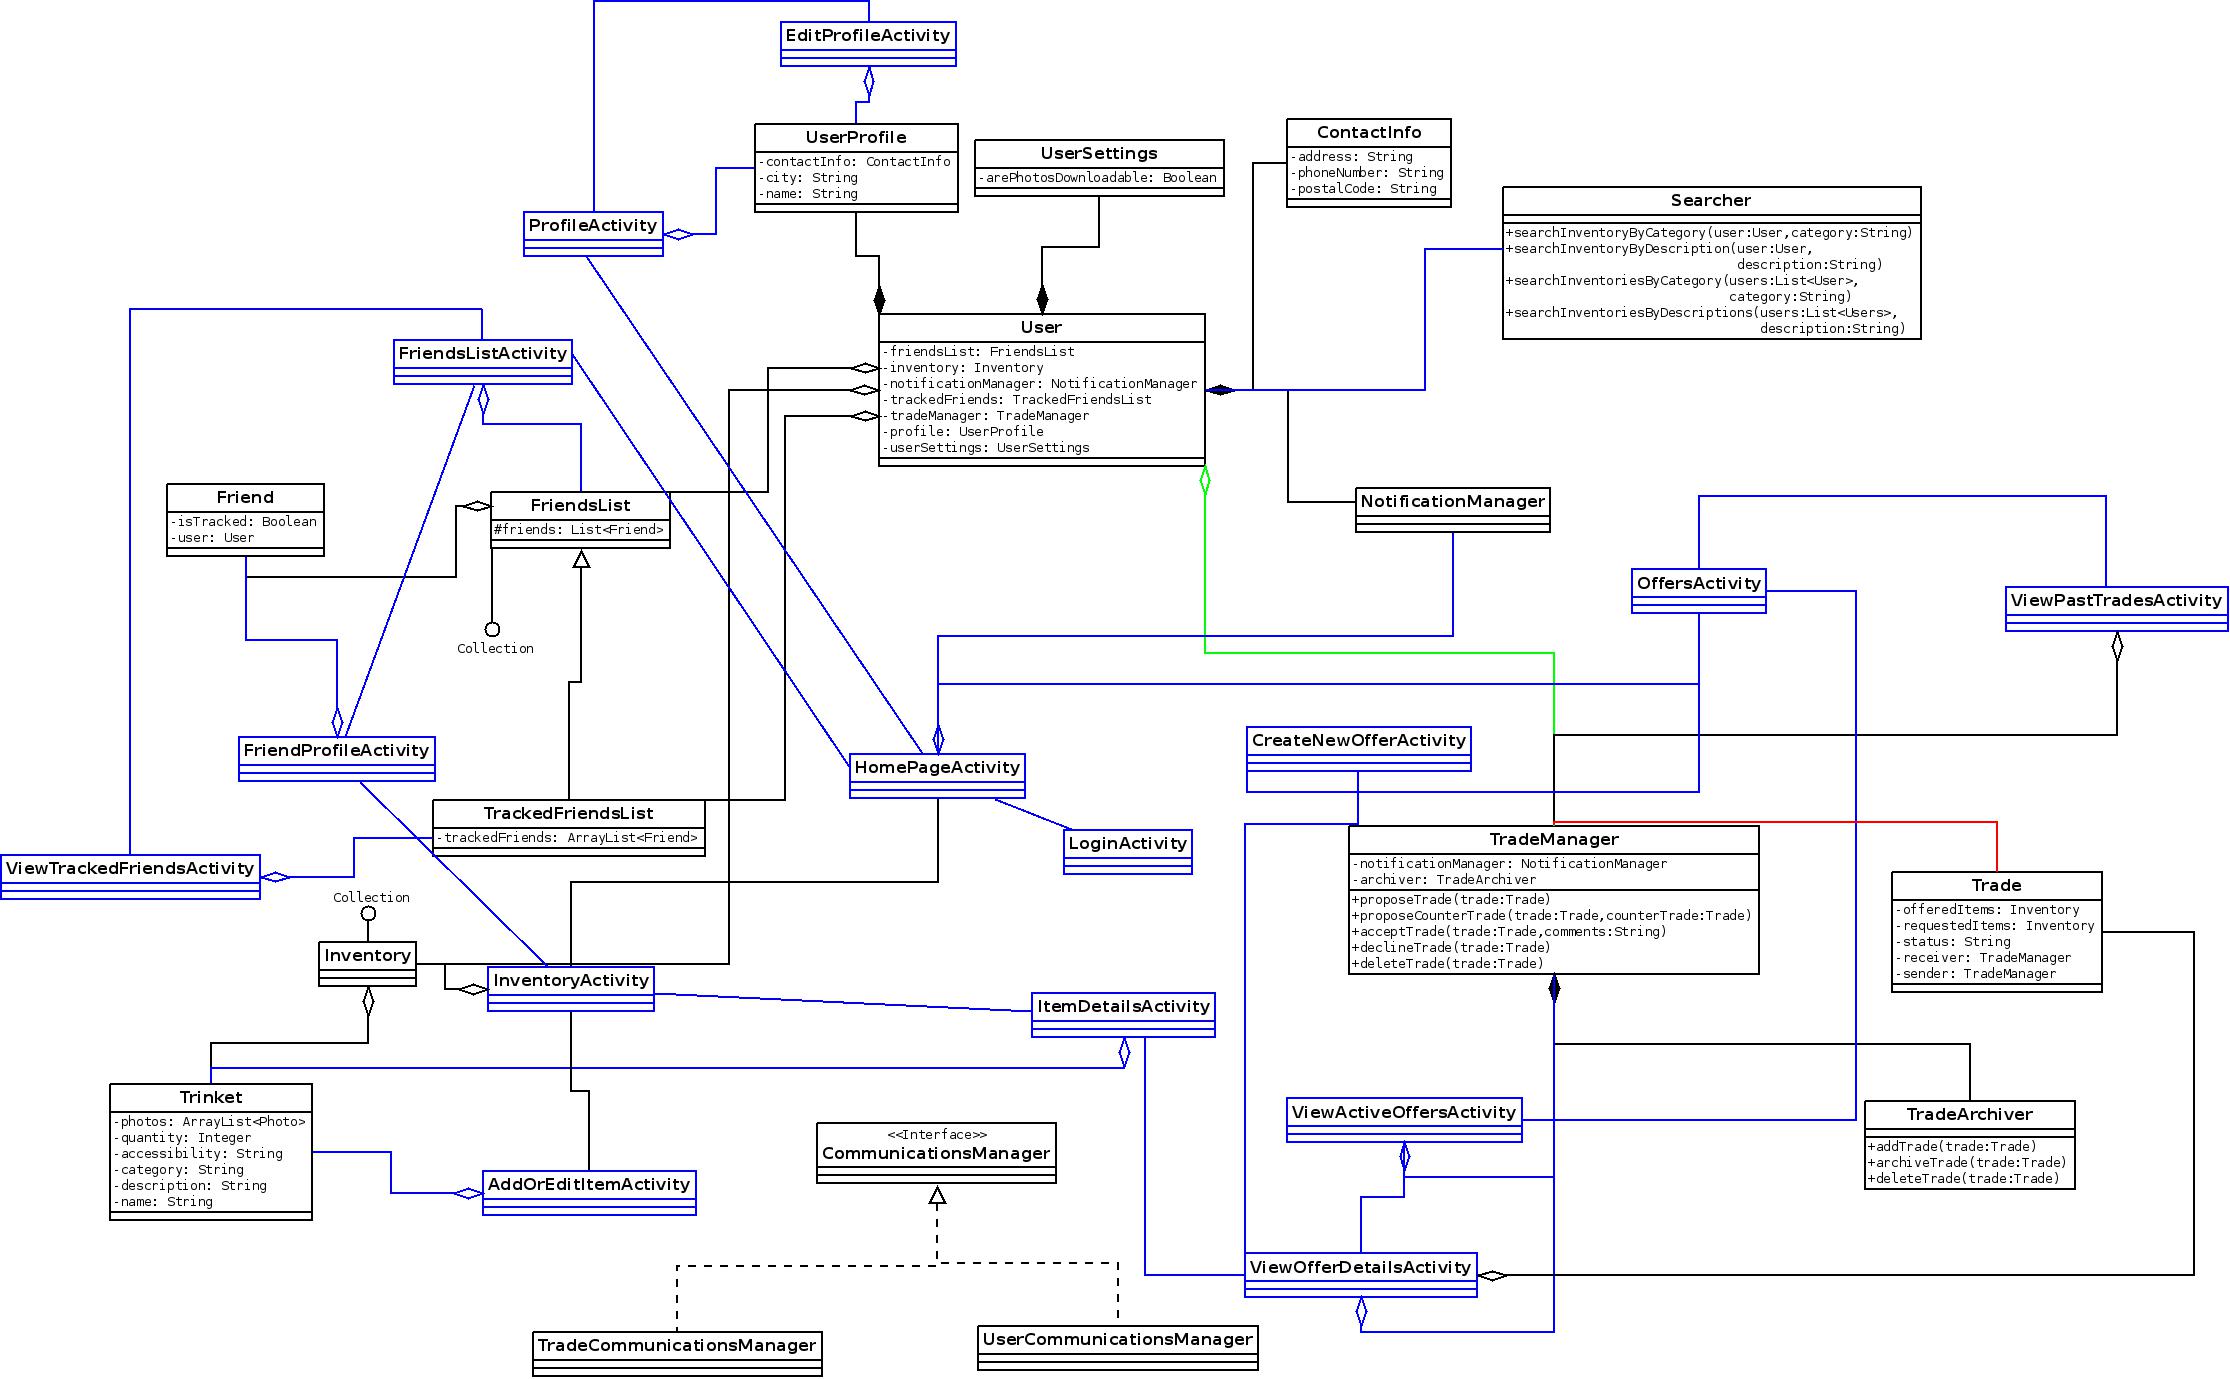 EditProfileActivity
UserProfile
-contactInfo: ContactInfo
-city: String
-name: String
UserSettings
-arePhotosDownloadable: Boolean
ContactInfo
-address: String
-phoneNumber: String
-postalCode: String
Searcher
+searchInventoryByCategory(user:User,category:String)
+searchInventoryByDescription(user:User,
description:String)
+searchInventoriesByCategory(users:List<User>,
category:String)
+searchInventoriesByDescriptions(users:List<Users>,
description:String)
ProfileActivity
User
-friendsList: FriendsList
-inventory: Inventory
-notificationManager: NotificationManager
-trackedFriends: TrackedFriendsList
-tradeManager: TradeManager
-profile: UserProfile
-userSettings: UserSettings
FriendsListActivity
Friend
-isTracked: Boolean
-user: User
FriendsList
#friends: List<Friend>
Collection
NotificationManager
OffersActivity
ViewPastTradesActivity
FriendProfileActivity
HomePageActivity
CreateNewOfferActivity
TrackedFriendsList
-trackedFriends: ArrayList<Friend>
LoginActivity
ViewTrackedFriendsActivity
TradeManager
-notificationManager: NotificationManager
-archiver: TradeArchiver
+proposeTrade(trade:Trade)
+proposeCounterTrade(trade:Trade,counterTrade:Trade)
+acceptTrade(trade:Trade,comments:String)
+declineTrade(trade:Trade)
+deleteTrade(trade:Trade)
Trade
-offeredItems: Inventory
-requestedItems: Inventory
-status: String
-receiver: TradeManager
-sender: TradeManager
Collection
Inventory
InventoryActivity
ItemDetailsActivity
Trinket
-photos: ArrayList<Photo>
-quantity: Integer
-accessibility: String
-category: String
-description: String
-name: String
AddOrEditItemActivity
<<Interface>>
CommunicationsManager
ViewActiveOffersActivity
TradeArchiver
+addTrade(trade:Trade)
+archiveTrade(trade:Trade)
+deleteTrade(trade:Trade)
ViewOfferDetailsActivity
TradeCommunicationsManager
UserCommunicationsManager